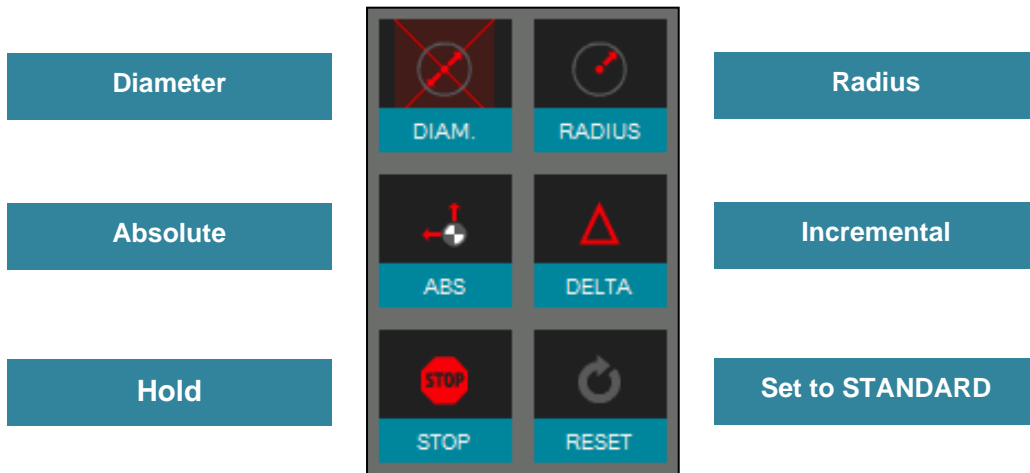 Diameter
DIAM.
RADIUS
Radius
Absolute
ABS
DELTA
Incremental
Hold
STOP
STOP
RESET
Set to STANDARD